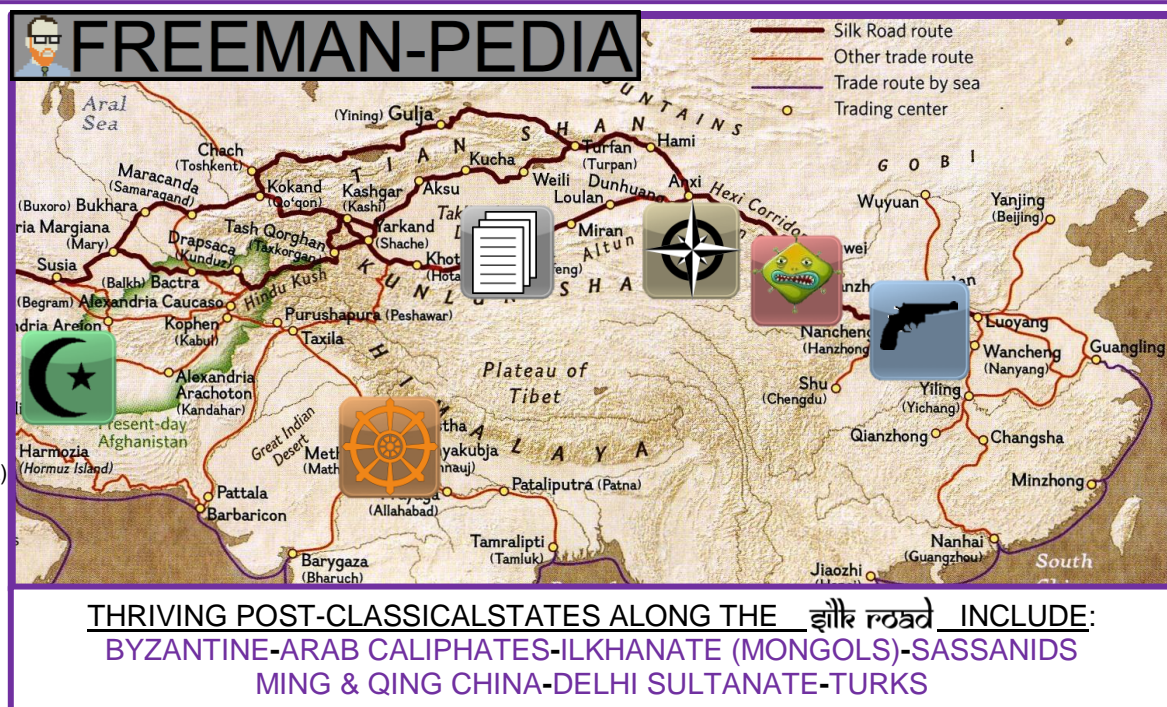 FREEMAN-PEDIA
Silk Road route
Other trade route
Trade route by sea
Trading center
Aral
Sea
MOUNTAINS
(Yining) Gulja
TIAN SHAN
Hami
Turfan
(Turpan)
GOBI
Chach
(Toshkent)
Kucha
Weili
Dunhuang
Anxi
Hexi Corridor
Wuyuan
Yanjing
(Beijing)
Maracanda
(Samaraqand)
Kokand
(Qo'qon)
Kashgar
(Kashi)
Aksu
Loulan
(Buxoro) Bukhara
Margiana
(Mary)
Drapsaca
(Kunduz)
Tash Qorghan
(Taxkorgan)
Yarkand
(Shache)
Miran
Altun
wei
Susia
(Balkh) Bactra
Hindu Kush
Khot
KUNLUN SHA
(Begram) Alexandria Caucaso
Purushapura (Peshawar)
Kophen
(Kabul)
Taxila
Nancheng
(Hanzhong
Luoyang
Wancheng
(Nanyang)
Guangling
Alexandria
Arachoton
(Kandahar)
Plateau of
Tibet
Shu
(Chengdu)
Yiling
(Yichang)
Present-day
Afghanistan
Great Indian
Desert
HIMALAYA
Qianzhong
Changsha
Harmozia
(Hormuz Island)
Minzhong
Pattala
Barbaricon
(Allahabad)
Pataliputra (Patna)
Tamralipti
(Tamluk)
Nanhai
(Guangzhou)
South
Barygaza
(Bharuch)
Jiaozhi
THRIVING POST-CLASSICALSTATES ALONG THE silk road INCLUDE:
BYZANTINE-ARAB CALIPHATES-ILKHANATE (MONGOLS)-SASSANIDS
MING & QING CHINA-DELHI SULTANATE-TURKS